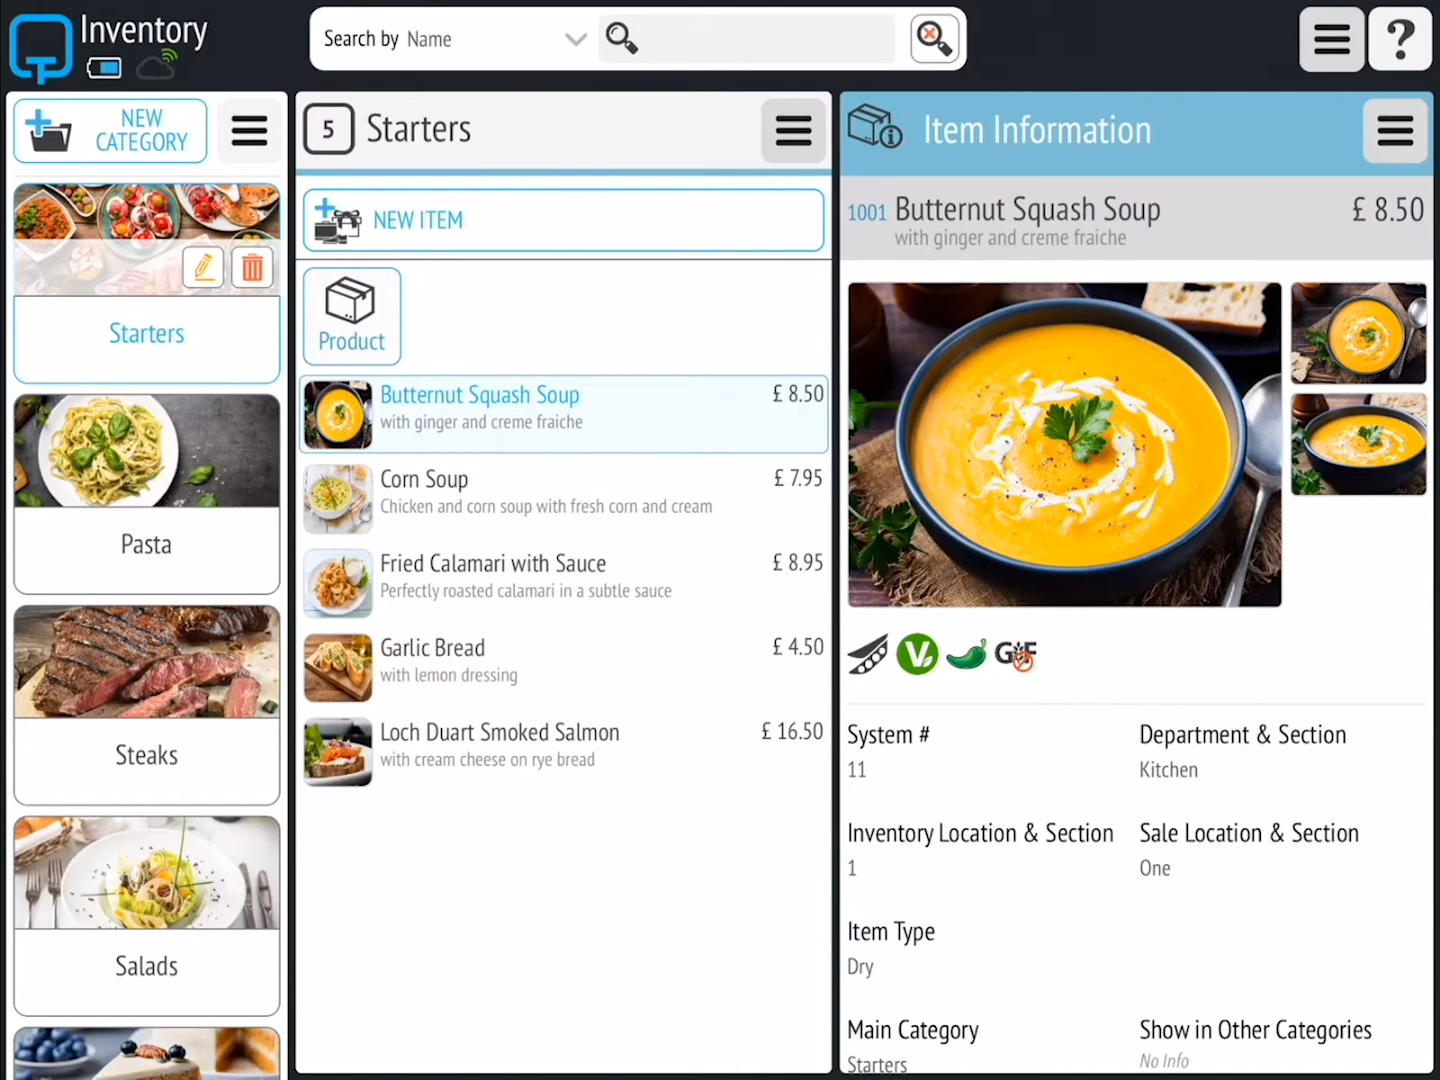 Inventory
Search by Name
?
NEW
CATEGORY
Starters
Pasta
Steaks
Salads
5 Starters
NEW ITEM
Product
Butternut Squash Soup £ 8.50
with ginger and creme fraiche
Corn Soup £ 7.95
Chicken and corn soup with fresh corn and cream
Fried Calamari with Sauce £ 8.95
Perfectly roasted calamari in a subtle sauce
Garlic Bread £ 4.50
with lemon dressing
Loch Duart Smoked Salmon £ 16.50
with cream cheese on rye bread
Item Information
1001 Butternut Squash Soup £ 8.50
with ginger and creme fraiche
V
GF
System #
11
Department & Section
Kitchen
Inventory Location & Section
1
Sale Location & Section
One
Item Type
Dry
Main Category
Starters
Show in Other Categories
No Info